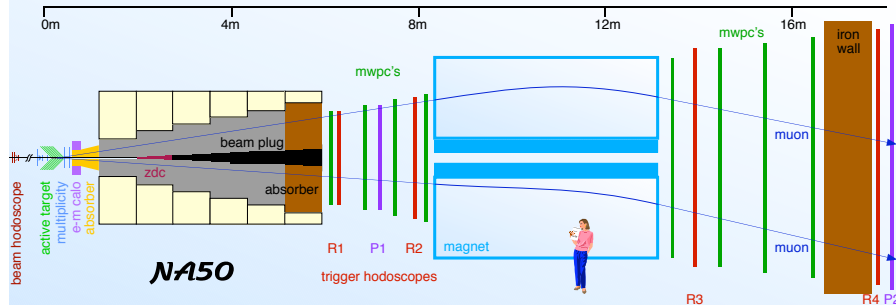 0m 4m 8m 12m 16m
mwpc's
mwpc's
iron
wall
beam plug
zdc
absorber
muon
muon
magnet
beam hodoscope
active target
multiplicity
e-m calo
absorber
R1 P1 R2
trigger hodoscopes
R3
R4 P2
NA50